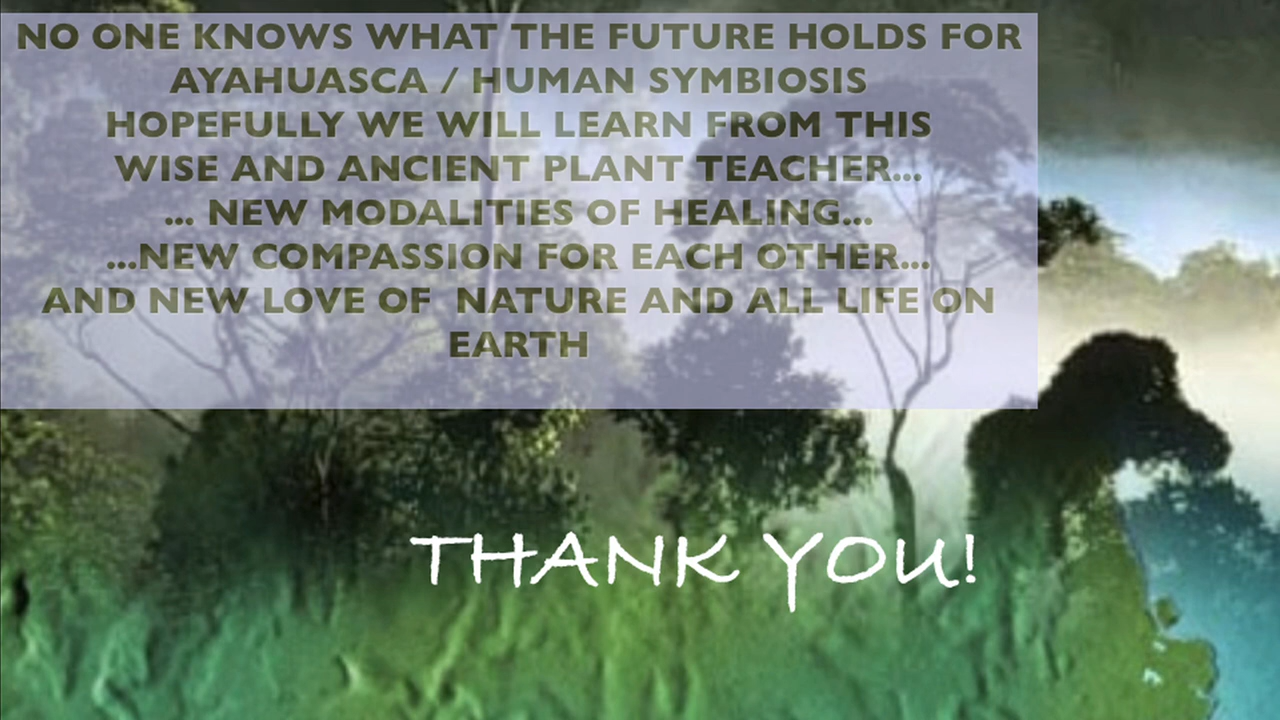 NO ONE KNOWS WHAT THE FUTURE HOLDS FOR
AYAHUASCA / HUMAN SYMBIOSIS
HOPEFULLY WE WILL LEARN FROM THIS
WISE AND ANCIENT PLANT TEACHER...
... NEW MODALITIES OF HEALING...
...NEW COMPASSION FOR EACH OTHER...
AND NEW LOVE OF  NATURE AND ALL LIFE ON
EARTH
THANK YOU!